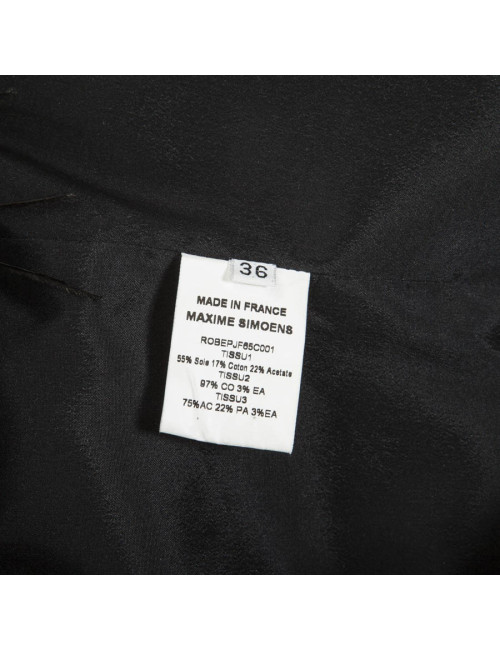 36
MADE IN FRANCE
MAXIME SIMOENS
ROBEPJF65C001
TISSU1
55% Soie 17% Coton 22% Acetate
TISSU2
97% CO 3% EA
TISSU3
75%AC 22% PA 3%EA